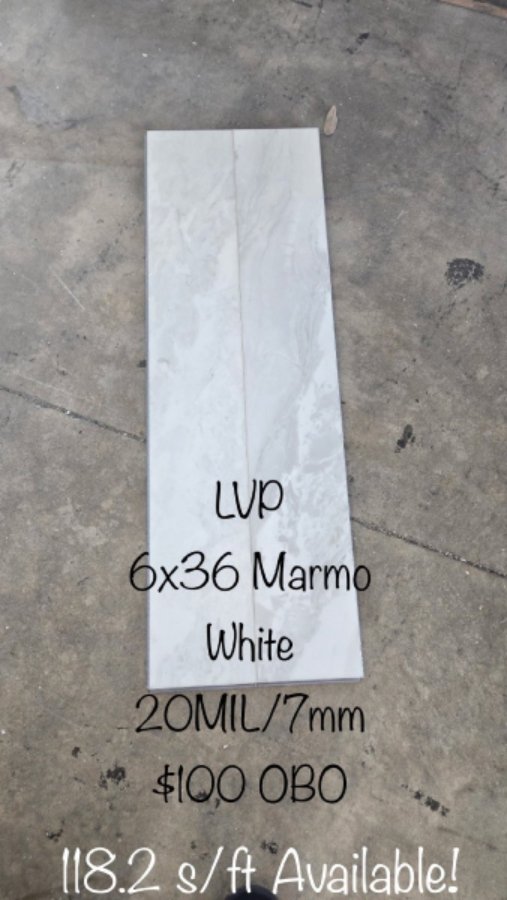 LVP
6x36 Marmo
White
20MIL/7mm
$100 OBO
118.2 s/ft Available!